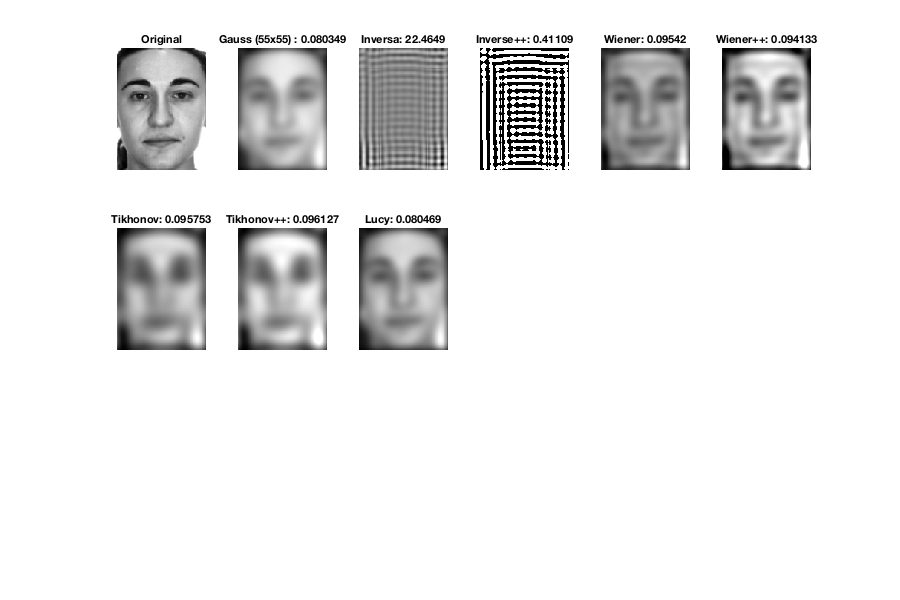 Original
Gauss (55x55) : 0.080349
Inversa: 22.4649
Inverse++: 0.41109
Wiener: 0.09542
Wiener++: 0.094133
Tikhonov: 0.095753
Tikhonov++: 0.096127
Lucy: 0.080469